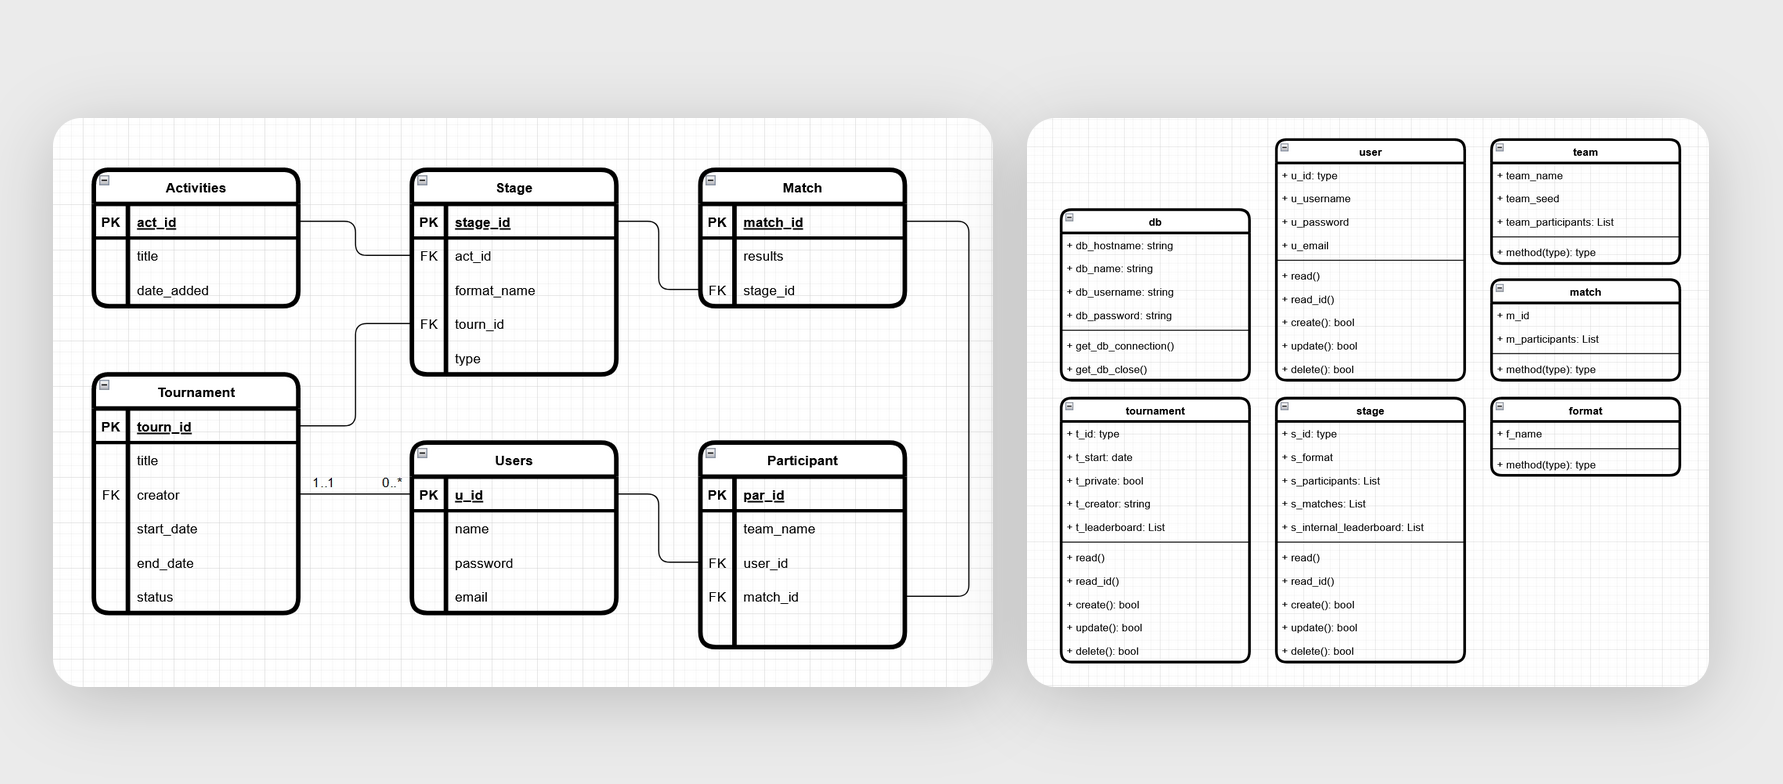 Activities
PK act_id
title
date_added
Stage
PK stage_id
FK act_id
format_name
FK tourn_id
type
Match
PK match_id
results
FK stage_id
Tournament
PK tourn_id
title
FK creator
start_date
end_date
status
1..1 0..*
Users
PK u_id
name
password
email
Participant
PK par_id
team_name
FK user_id
FK match_id
db
+ db_hostname: string
+ db_name: string
+ db_username: string
+ db_password: string
+ get_db_connection()
+ get_db_close()
user
+ u_id: type
+ u_username
+ u_password
+ u_email
+ read()
+ read_id()
+ create(): bool
+ update(): bool
+ delete(): bool
team
+ team_name
+ team_seed
+ team_participants: List
+ method(type): type
match
+ m_id
+ m_participants: List
+ method(type): type
tournament
+ t_id: type
+ t_start: date
+ t_private: bool
+ t_creator: string
+ t_leaderboard: List
+ read()
+ read_id()
+ create(): bool
+ update(): bool
+ delete(): bool
stage
+ s_id: type
+ s_format
+ s_participants: List
+ s_matches: List
+ s_internal_leaderboard: List
+ read()
+ read_id()
+ create(): bool
+ update(): bool
+ delete(): bool
format
+ f_name
+ method(type): type